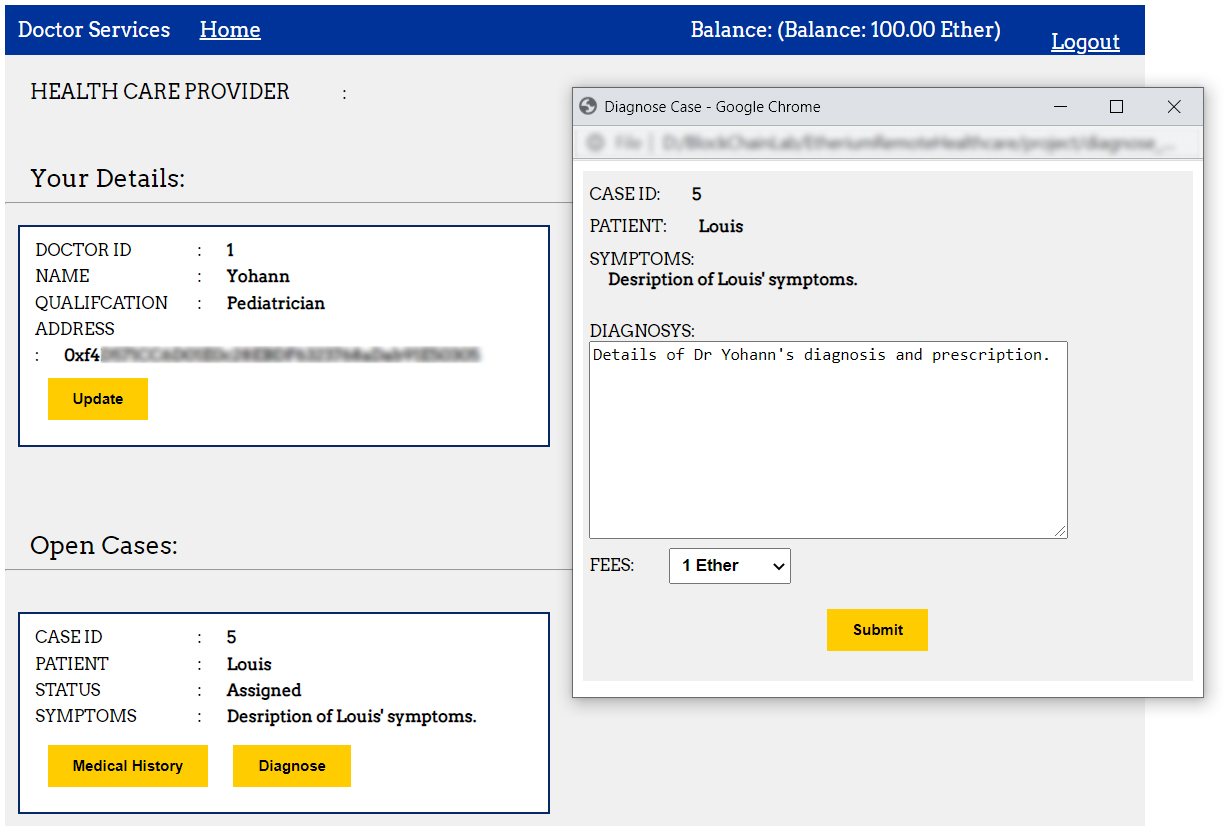 Doctor Services Home Balance: (Balance: 100.00 Ether) Logout
HEALTH CARE PROVIDER :
Your Details:
DOCTOR ID : 1
NAME : Yohann
QUALIFCATION : Pediatrician
ADDRESS
: 0xf4
Update
Open Cases:
CASE ID : 5
PATIENT : Louis
STATUS : Assigned
SYMPTOMS : Desription of Louis' symptoms.
Medical History Diagnose
Diagnose Case - Google Chrome
File | D:/BlockChainLab/EtheriumRemoteHealthcare/project/diagnose_...
CASE ID: 5
PATIENT: Louis
SYMPTOMS:
Desription of Louis' symptoms.
DIAGNOSYS:
Details of Dr Yohann's diagnosis and prescription.
FEES: 1 Ether
Submit